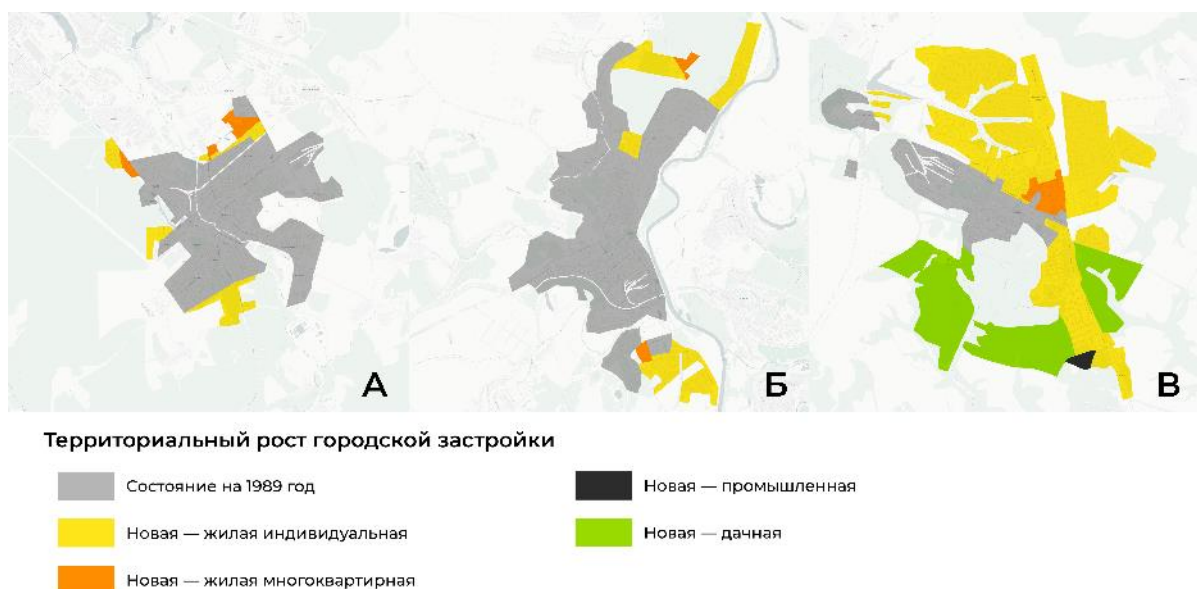 А
Б
В
Территориальный рост городской застройки
Состояние на 1989 год
Новая — жилая индивидуальная
Новая — жилая многоквартирная
Новая — промышленная
Новая — дачная